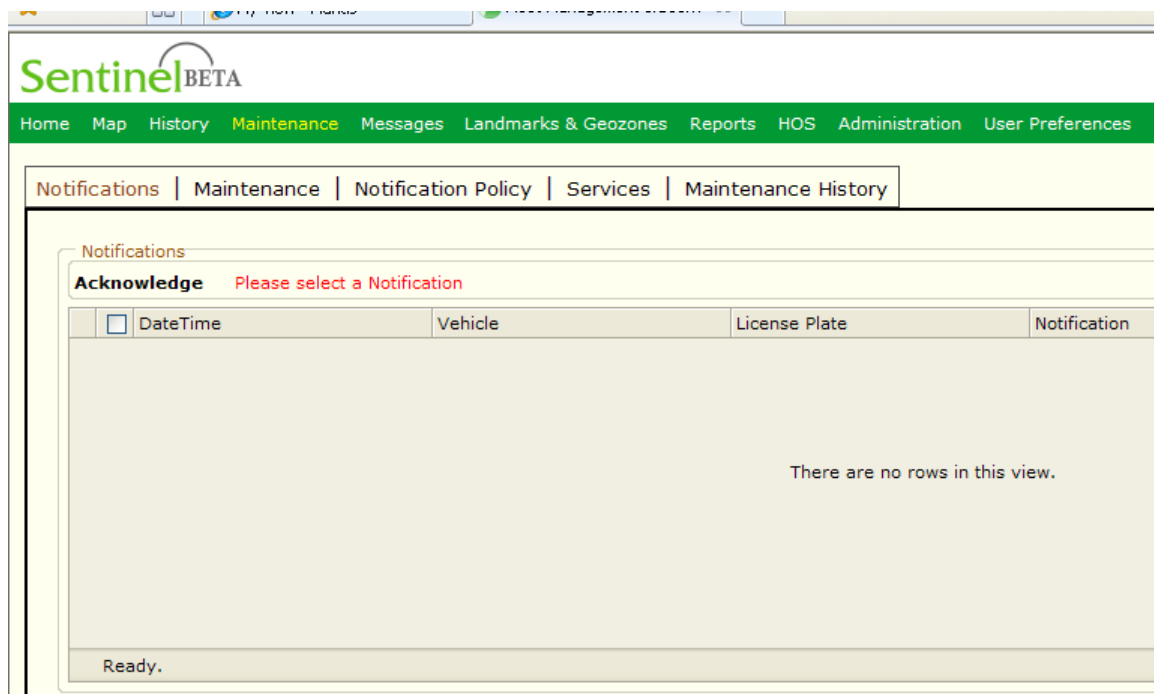 Sentinel BETA
Home Map History Maintenance Messages Landmarks & Geozones Reports HOS Administration User Preferences
Notifications | Maintenance | Notification Policy | Services | Maintenance History
Notifications
Acknowledge Please select a Notification
DateTime Vehicle License Plate Notification
There are no rows in this view.
Ready.